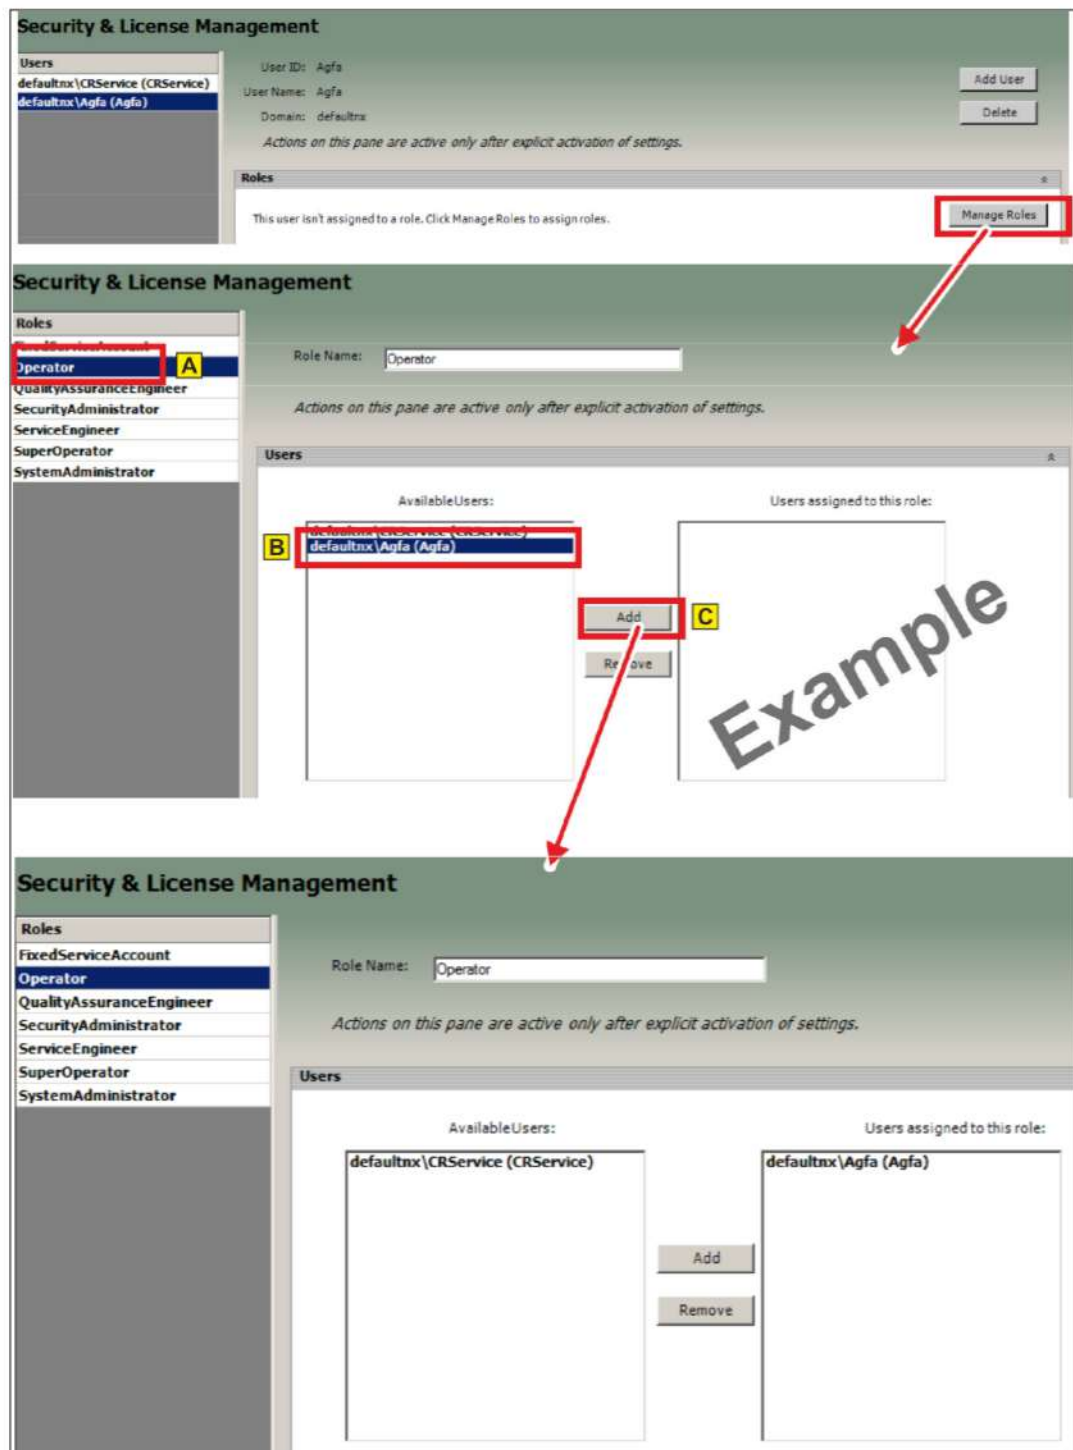 Security & License Management
Users
defaultnx\CRService (CRService)
defaultnx\Agfa (Agfa)
User ID: Agfa
User Name: Agfa
Domain: defaultnx
Add User
Delete
Actions on this pane are active only after explicit activation of settings.
Roles
This user isn't assigned to a role. Click Manage Roles to assign roles.
Manage Roles
Security & License Management
Roles
FixedServiceAccount
Operator
A
QualityAssuranceEngineer
SecurityAdministrator
ServiceEngineer
SuperOperator
SystemAdministrator
Role Name: Operator
Actions on this pane are active only after explicit activation of settings.
Users
AvailableUsers:
Users assigned to this role:
defaultnx\CRService (CRService)
B
defaultnx\Agfa (Agfa)
Add
C
Remove
Example
Security & License Management
Roles
FixedServiceAccount
Operator
QualityAssuranceEngineer
SecurityAdministrator
ServiceEngineer
SuperOperator
SystemAdministrator
Role Name: Operator
Actions on this pane are active only after explicit activation of settings.
Users
AvailableUsers:
Users assigned to this role:
defaultnx\CRService (CRService)
defaultnx\Agfa (Agfa)
Add
Remove